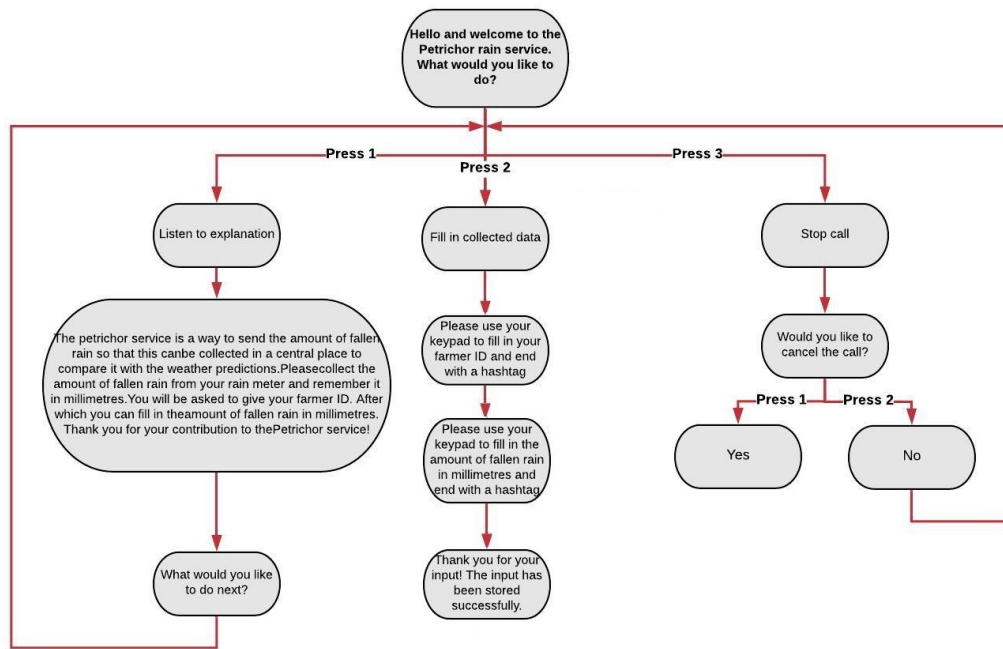 Hello and welcome to the
Petrichor rain service.
What would you like to
do?
Press 1
Press 2
Press 3
Listen to explanation
Fill in collected data
Stop call
The petrichor service is a way to send the amount of fallen
rain so that this canbe collected in a central place to
compare it with the weather predictions.Pleasecollect the
amount of fallen rain from your rain meter and remember it
in millimetres.You will be asked to give your farmer ID. After
which you can fill in theamount of fallen rain in millimetres.
Thank you for your contribution to thePetrichor service!
Please use your
keypad to fill in your
farmer ID and end
with a hashtag
Would you like to
cancel the call?
Press 1
Press 2
Please use your
keypad to fill in the
amount of fallen rain
in millimetres and
end with a hashtag
Yes
No
What would you like
to do next?
Thank you for your
input! The input has
been stored
successfully.